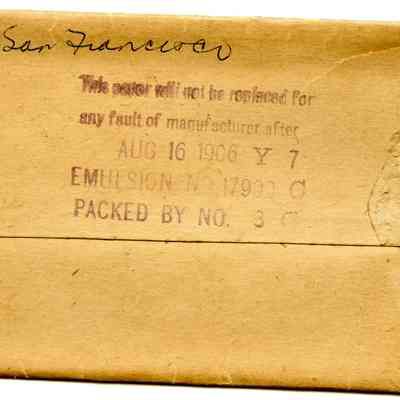 San Francisco
This paper will not be replaced for
any fault of manufacturer after
AUG 16 1906 Y 7
EMULSION NO. C
PACKED BY NO. 3 C